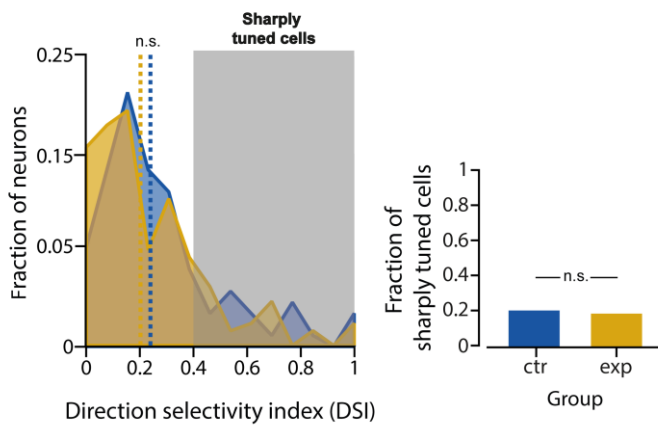 Sharply
tuned cells
n.s.
0.25
0.15
0.05
0
Fraction of neurons
0 0.2 0.4 0.6 0.8 1
Direction selectivity index (DSI)
Fraction of
sharply tuned cells
1
0.8
0.6
0.4
0.2
0
n.s.
ctr exp
Group